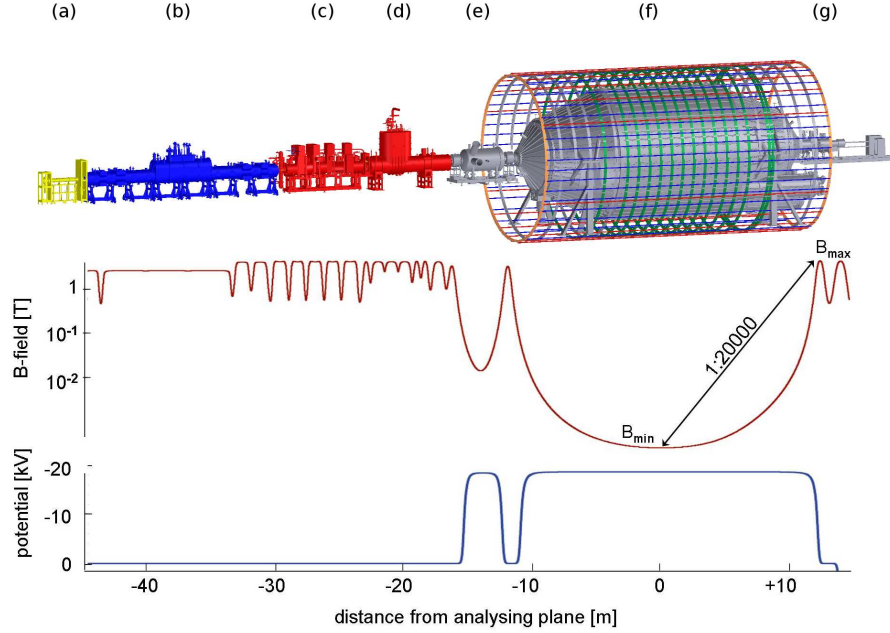 (a) (b) (c) (d) (e) (f) (g)
B-field [T]
1
10-1
10-2
Bmax
1:20000
Bmin
potential [kV]
-20
-10
0
-40 -30 -20 -10 0 +10
distance from analysing plane [m]